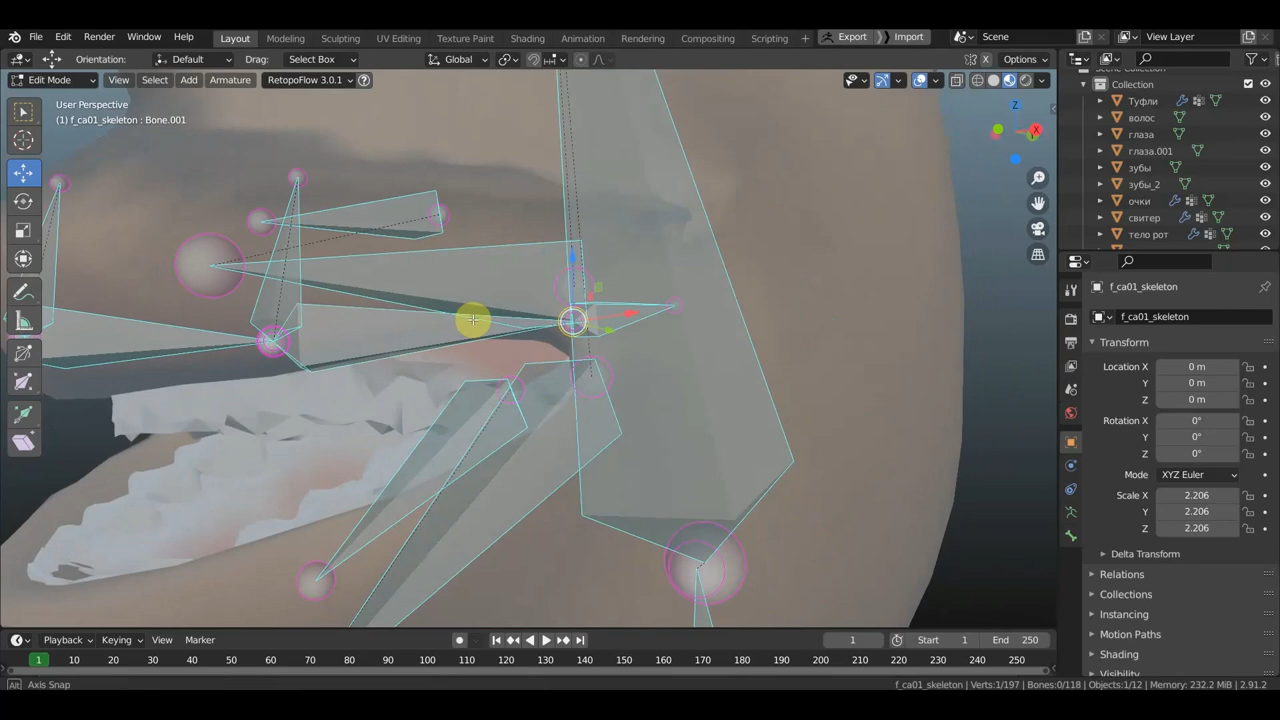 File Edit Render Window Help Layout Modeling Sculpting UV Editing Texture Paint Shading Animation Rendering Compositing Scripting + Export Import Scene View Layer
Orientation: Default Drag: Select Box Global X Options
Edit Mode View Select Add Armature RetopoFlow 3.0.1
User Perspective
(1) f_ca01_skeleton : Bone.001
Z
X
Collection
Туфли
волос
глаза
глаза.001
зубы
зубы_2
очки
свитер
тело рот
f_ca01_skeleton
f_ca01_skeleton
Transform
Location X 0 m
Y 0 m
Z 0 m
Rotation X 0°
Y 0°
Z 0°
Mode XYZ Euler
Scale X 2.206
Y 2.206
Z 2.206
Delta Transform
Relations
Collections
Instancing
Motion Paths
Shading
Visibility
Playback Keying View Marker 1 Start 1 End 250
1 10 20 30 40 50 60 70 80 90 100 110 120 130 140 150 160 170 180 190 200 210 220 230 240 250
Alt Axis Snap f_ca01_skeleton | Verts:1/197 | Bones:0/118 | Objects:1/12 | Memory: 232.2 MiB | 2.91.2